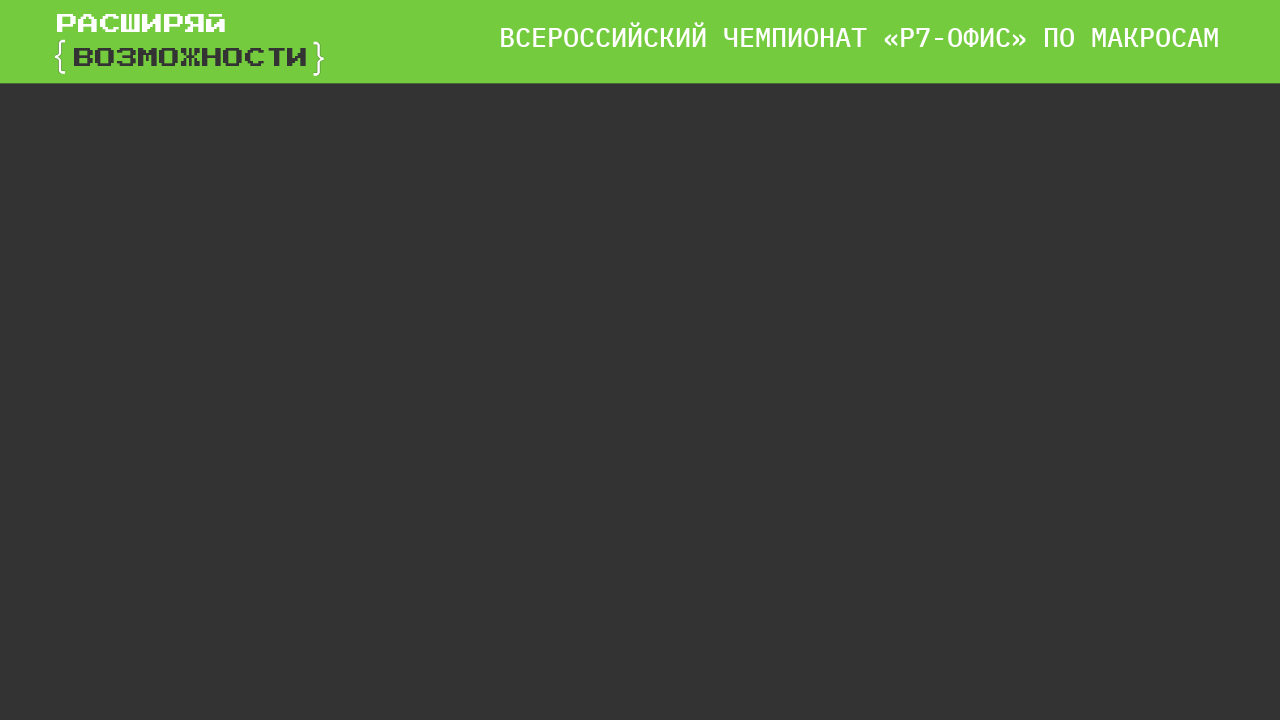 РАСШИРЯЙ
{ВОЗМОЖНОСТИ}
ВСЕРОССИЙСКИЙ ЧЕМПИОНАТ «Р7-ОФИС» ПО МАКРОСАМ